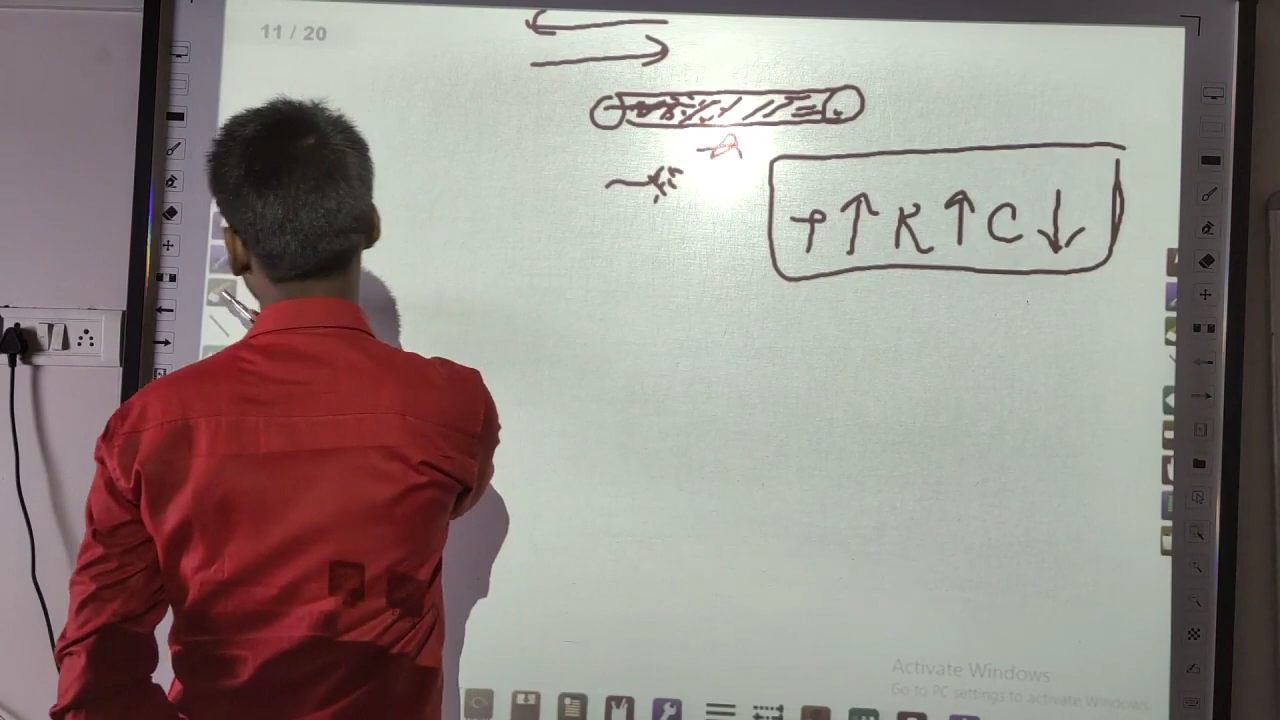 11 / 20
↑ K ↑ C ↓
Activate Windows
Go to PC settings to activate Windows.